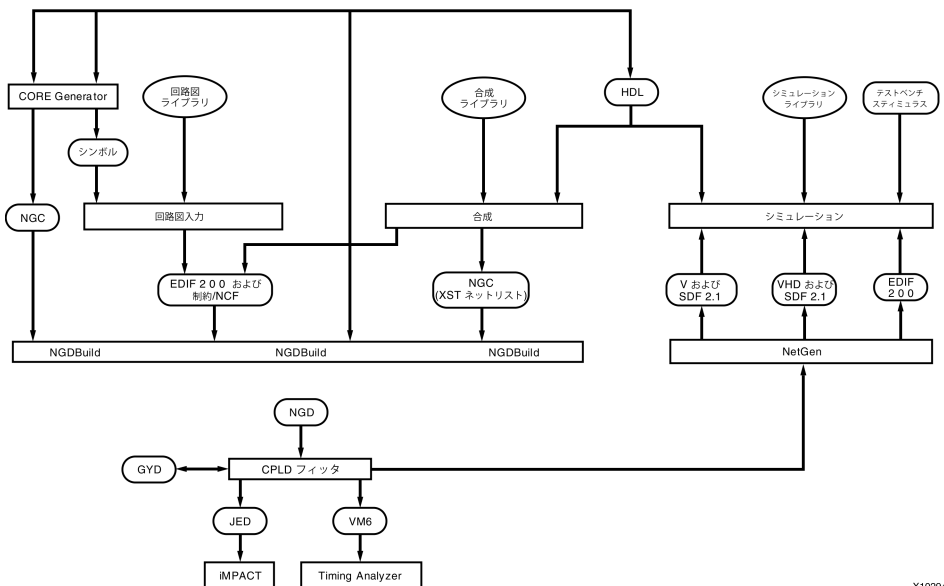 CORE Generator
回路図
ライブラリ
合成
ライブラリ
HDL
シミュレーション
ライブラリ
テストベンチ
スティミュラス
シンボル
NGC
回路図入力
合成
シミュレーション
EDIF 2 0 0 および
制約/NCF
NGC
(XST ネットリスト)
V および
SDF 2.1
VHD および
SDF 2.1
EDIF
2 0 0
NGDBuild
NGDBuild
NGDBuild
NetGen
NGD
GYD
CPLD フィッタ
JED
VM6
iMPACT
Timing Analyzer